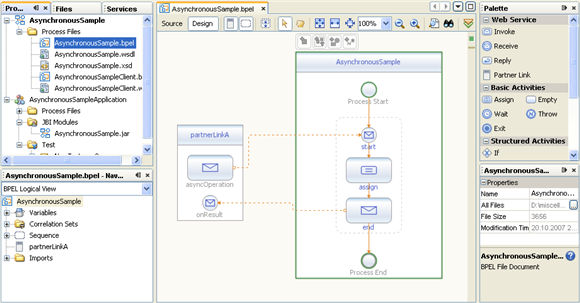 Pro...
Files
Services
AsynchronousSample
Process Files
AsynchronousSample.bpel
AsynchronousSample.wsdl
AsynchronousSample.xsd
AsynchronousSampleClient.b
AsynchronousSampleClient.w
AsynchronousSampleApplication
Process Files
JBI Modules
AsynchronousSample.jar
Test
AsynchronousSample.bpel - Nav...
BPEL Logical View
AsynchronousSample
Variables
Correlation Sets
Sequence
partnerLinkA
Imports
AsynchronousSample.bpel
Source
Design
100%
AsynchronousSample
Process Start
partnerLinkA
start
asyncOperation
assign
onResult
end
Process End
Palette
Web Service
Invoke
Receive
Reply
Partner Link
Basic Activities
Assign
Empty
Wait
Throw
Exit
Structured Activities
If
AsynchronousSa...
Properties
Name
Asynchrono...
All Files
D:\miscell...
File Size
3656
Modification Tim
20.10.2007 2...
AsynchronousSa...
BPEL File Document